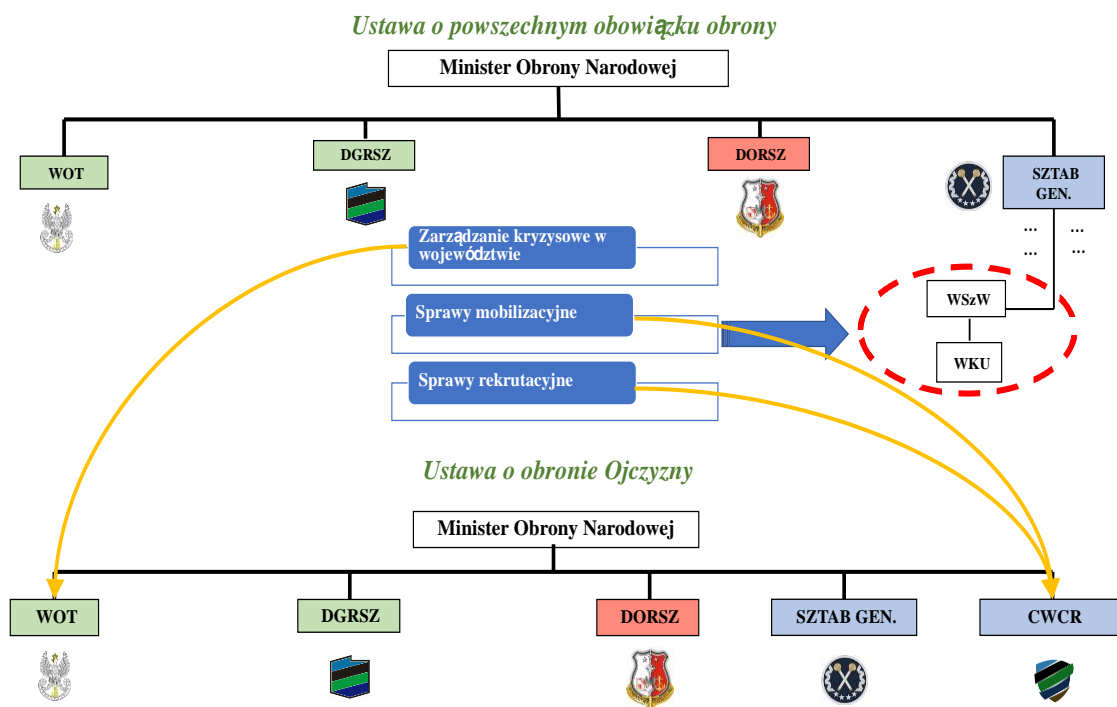 Ustawa o powszechnym obowiązku obrony
Minister Obrony Narodowej
WOT
DGRSZ
DORSZ
SZTAB
GEN.
... ...
... ...
Zarządzanie kryzysowe w
województwie
Sprawy mobilizacyjne
Sprawy rekrutacyjne
WSzW
WKU
Ustawa o obronie Ojczyzny
Minister Obrony Narodowej
WOT
DGRSZ
DORSZ
SZTAB GEN.
CWCR